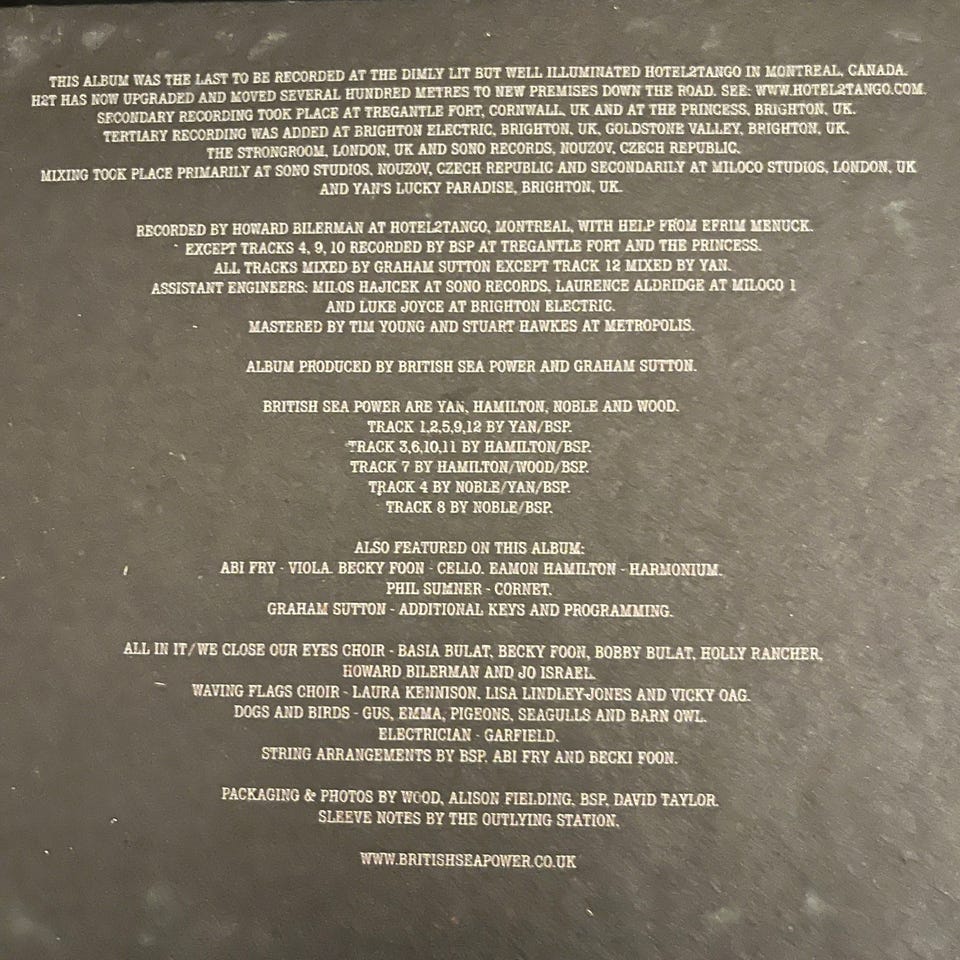 THIS ALBUM WAS THE LAST TO BE RECORDED AT THE DIMLY LIT BUT WELL ILLUMINATED HOTEL2TANGO IN MONTREAL, CANADA.
H2T HAS NOW UPGRADED AND MOVED SEVERAL HUNDRED METRES TO NEW PREMISES DOWN THE ROAD. SEE: WWW.HOTEL2TANGO.COM.
SECONDARY RECORDING TOOK PLACE AT TREGANTLE FORT, CORNWALL, UK AND AT THE PRINCESS, BRIGHTON, UK.
TERTIARY RECORDING WAS ADDED AT BRIGHTON ELECTRIC, BRIGHTON, UK, GOLDSTONE VALLEY, BRIGHTON, UK,
THE STRONGROOM, LONDON, UK AND SONO RECORDS, NOUZOV, CZECH REPUBLIC.
MIXING TOOK PLACE PRIMARILY AT SONO STUDIOS, NOUZOV, CZECH REPUBLIC AND SECONDARILY AT MILOCO STUDIOS, LONDON, UK
AND YAN'S LUCKY PARADISE, BRIGHTON, UK.
RECORDED BY HOWARD BILERMAN AT HOTEL2TANGO, MONTREAL, WITH HELP FROM EFRIM MENUCK.
EXCEPT TRACKS 4, 9, 10 RECORDED BY BSP AT TREGANTLE FORT AND THE PRINCESS.
ALL TRACKS MIXED BY GRAHAM SUTTON EXCEPT TRACK 12 MIXED BY YAN.
ASSISTANT ENGINEERS: MILOS HAJICEK AT SONO RECORDS, LAURENCE ALDRIDGE AT MILOCO 1
AND LUKE JOYCE AT BRIGHTON ELECTRIC.
MASTERED BY TIM YOUNG AND STUART HAWKES AT METROPOLIS.
ALBUM PRODUCED BY BRITISH SEA POWER AND GRAHAM SUTTON.
BRITISH SEA POWER ARE YAN, HAMILTON, NOBLE AND WOOD.
TRACK 1,2,5,9,12 BY YAN/BSP.
TRACK 3,6,10,11 BY HAMILTON/BSP.
TRACK 7 BY HAMILTON/WOOD/BSP.
TRACK 4 BY NOBLE/YAN/BSP.
TRACK 8 BY NOBLE/BSP.
ALSO FEATURED ON THIS ALBUM:
ABI FRY - VIOLA. BECKY FOON - CELLO. EAMON HAMILTON - HARMONIUM.
PHIL SUMNER - CORNET.
GRAHAM SUTTON - ADDITIONAL KEYS AND PROGRAMMING.
ALL IN IT/WE CLOSE OUR EYES CHOIR - BASIA BULAT, BECKY FOON, BOBBY BULAT, HOLLY RANCHER,
HOWARD BILERMAN AND JO ISRAEL.
WAVING FLAGS CHOIR - LAURA KENNISON, LISA LINDLEY-JONES AND VICKY OAG.
DOGS AND BIRDS - GUS, EMMA, PIGEONS, SEAGULLS AND BARN OWL.
ELECTRICIAN - GARFIELD.
STRING ARRANGEMENTS BY BSP, ABI FRY AND BECKI FOON.
PACKAGING & PHOTOS BY WOOD, ALISON FIELDING, BSP, DAVID TAYLOR.
SLEEVE NOTES BY THE OUTLYING STATION.
WWW.BRITISHSEAPOWER.CO.UK